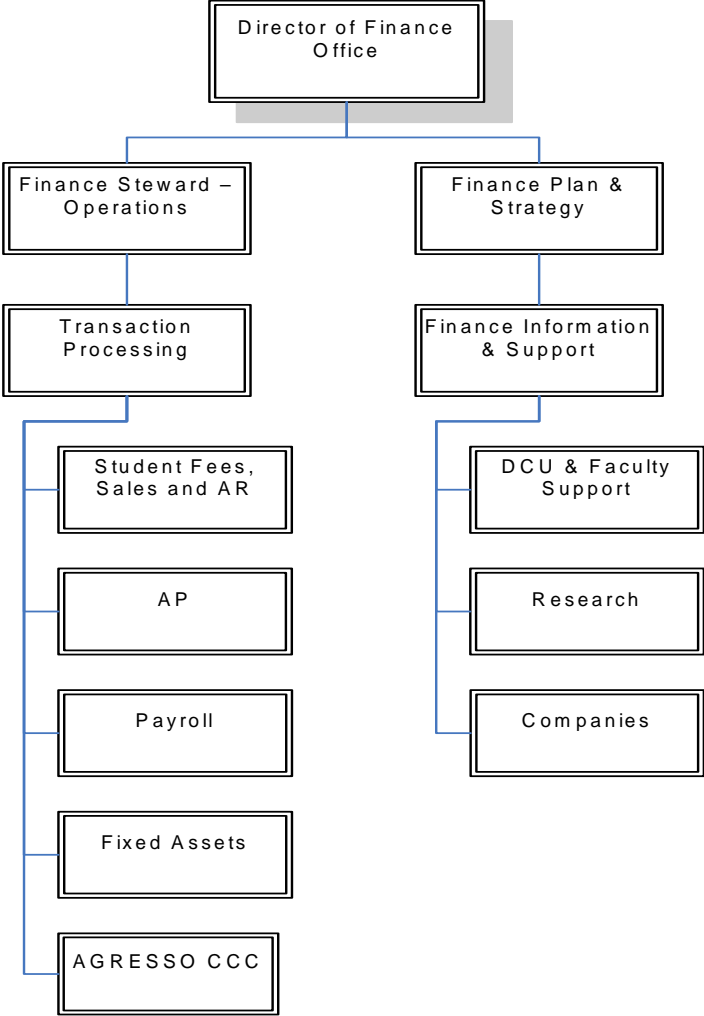 Director of Finance
Office
Finance Steward –
Operations
Finance Plan &
Strategy
Transaction
Processing
Finance Information
& Support
Student Fees,
Sales and AR
DCU & Faculty
Support
AP
Research
Payroll
Companies
Fixed Assets
AGRESSO CCC